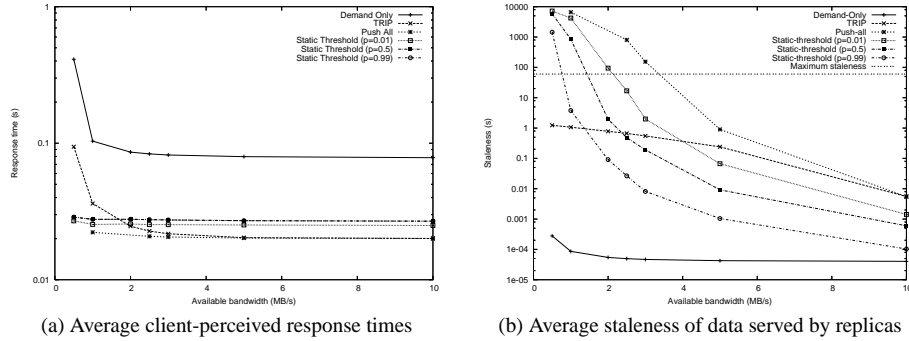 1
0.1
0.01
Response time (s)
0 2 4 6 8 10
Available bandwidth (MB/s)
Demand Only
TRIP
Push All
Static Threshold (p=0.01)
Static Threshold (p=0.5)
Static Threshold (p=0.99)
(a) Average client-perceived response times
10000
1000
100
10
1
0.1
0.01
0.001
1e-04
1e-05
Staleness (s)
0 2 4 6 8 10
Available bandwidth (MB/s)
Demand-Only
TRIP
Push-all
Static-threshold (p=0.01)
Static-threshold (p=0.5)
Static-threshold (p=0.99)
Maximum staleness
(b) Average staleness of data served by replicas